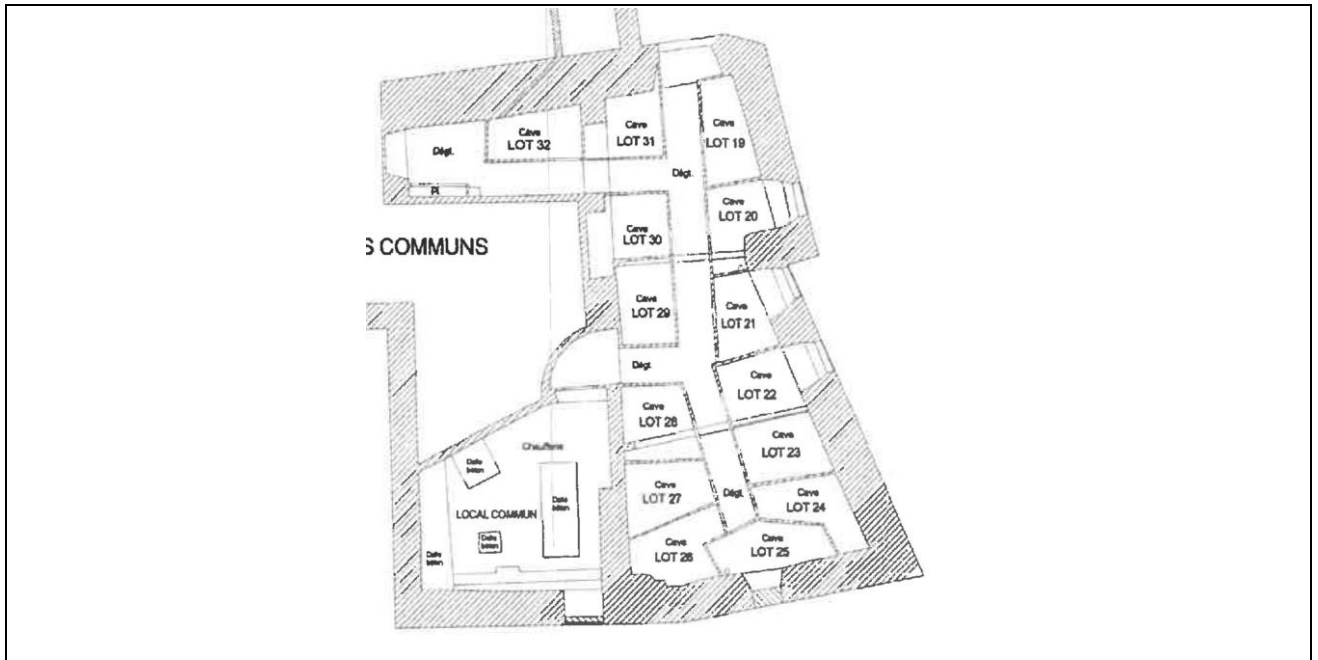 Cave
LOT 32
Cave
LOT 31
Cave
LOT 19
Dégt.
Dégt.
Pl.
Cave
LOT 20
Cave
LOT 30
S COMMUNS
Cave
LOT 29
Cave
LOT 21
Dégt.
Cave
LOT 22
Cave
LOT 28
Cave
LOT 23
Chaufferie
Dalle
béton
Cave
LOT 27
Dégt.
Cave
LOT 24
Dalle
béton
LOCAL COMMUN
Dalle
béton
Cave
LOT 26
Cave
LOT 25
Dalle
béton